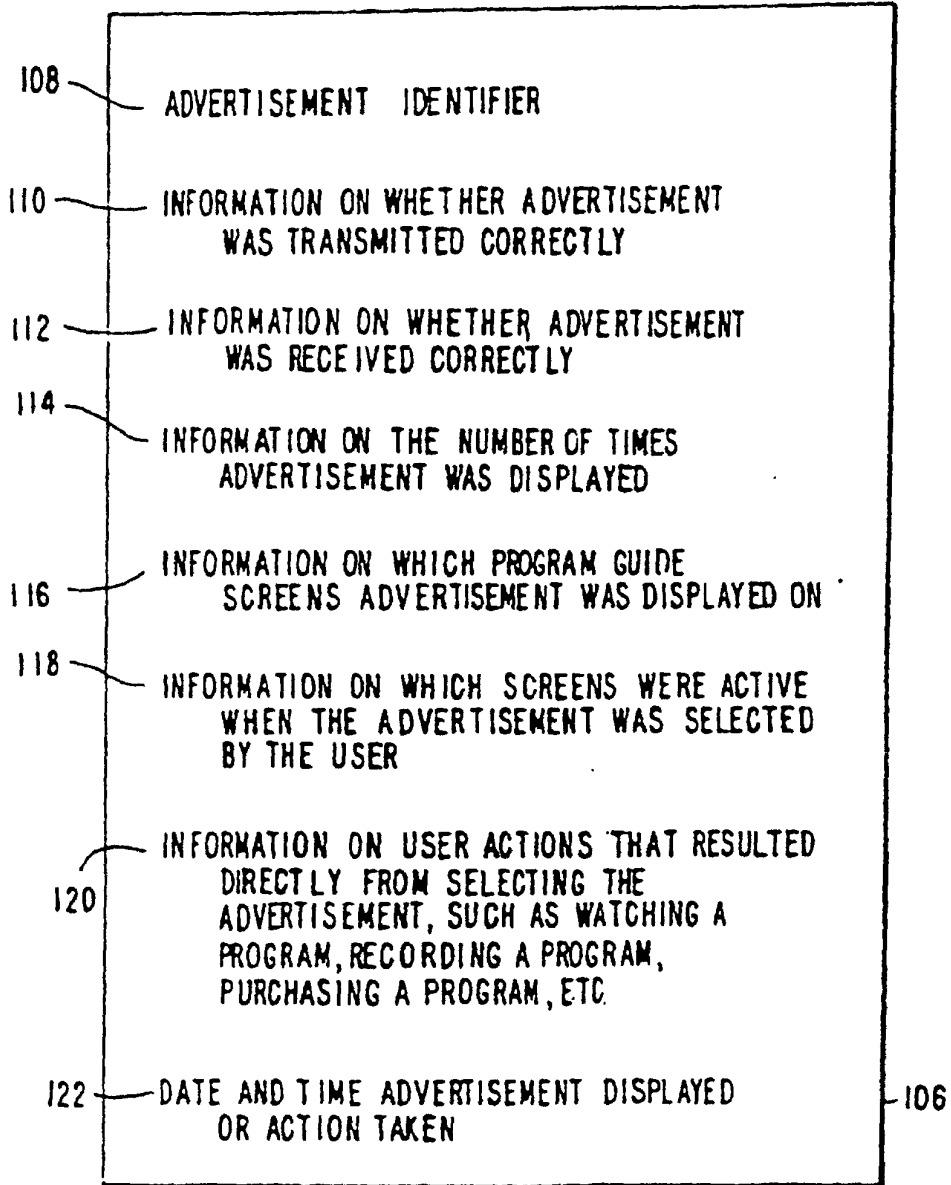 108
ADVERTISEMENT IDENTIFIER
110
INFORMATION ON WHETHER ADVERTISEMENT
WAS TRANSMITTED CORRECTLY
112
INFORMATION ON WHETHER ADVERTISEMENT
WAS RECEIVED CORRECTLY
114
INFORMATION ON THE NUMBER OF TIMES
ADVERTISEMENT WAS DISPLAYED
116
INFORMATION ON WHICH PROGRAM GUIDE
SCREENS ADVERTISEMENT WAS DISPLAYED ON
118
INFORMATION ON WHICH SCREENS WERE ACTIVE
WHEN THE ADVERTISEMENT WAS SELECTED
BY THE USER
120
INFORMATION ON USER ACTIONS THAT RESULTED
DIRECTLY FROM SELECTING THE
ADVERTISEMENT, SUCH AS WATCHING A
PROGRAM, RECORDING A PROGRAM,
PURCHASING A PROGRAM, ETC.
122
DATE AND TIME ADVERTISEMENT DISPLAYED
OR ACTION TAKEN
106